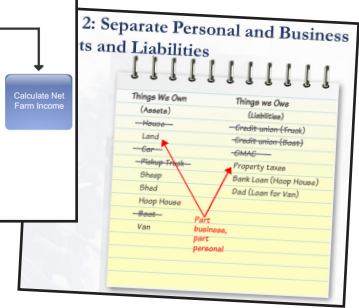 Calculate Net
Farm Income
2: Separate Personal and Business
ts and Liabilities
Things We Own
(Assets)
House
Land
Car
Pickup Truck
Sheep
Shed
Hoop House
Boat
Van
Things we Owe
(Liabilities)
Credit union (Truck)
Credit union (Boat)
GMAC
Property taxes
Bank Loan (Hoop House)
Dad (Loan for Van)
Part
business,
part
personal